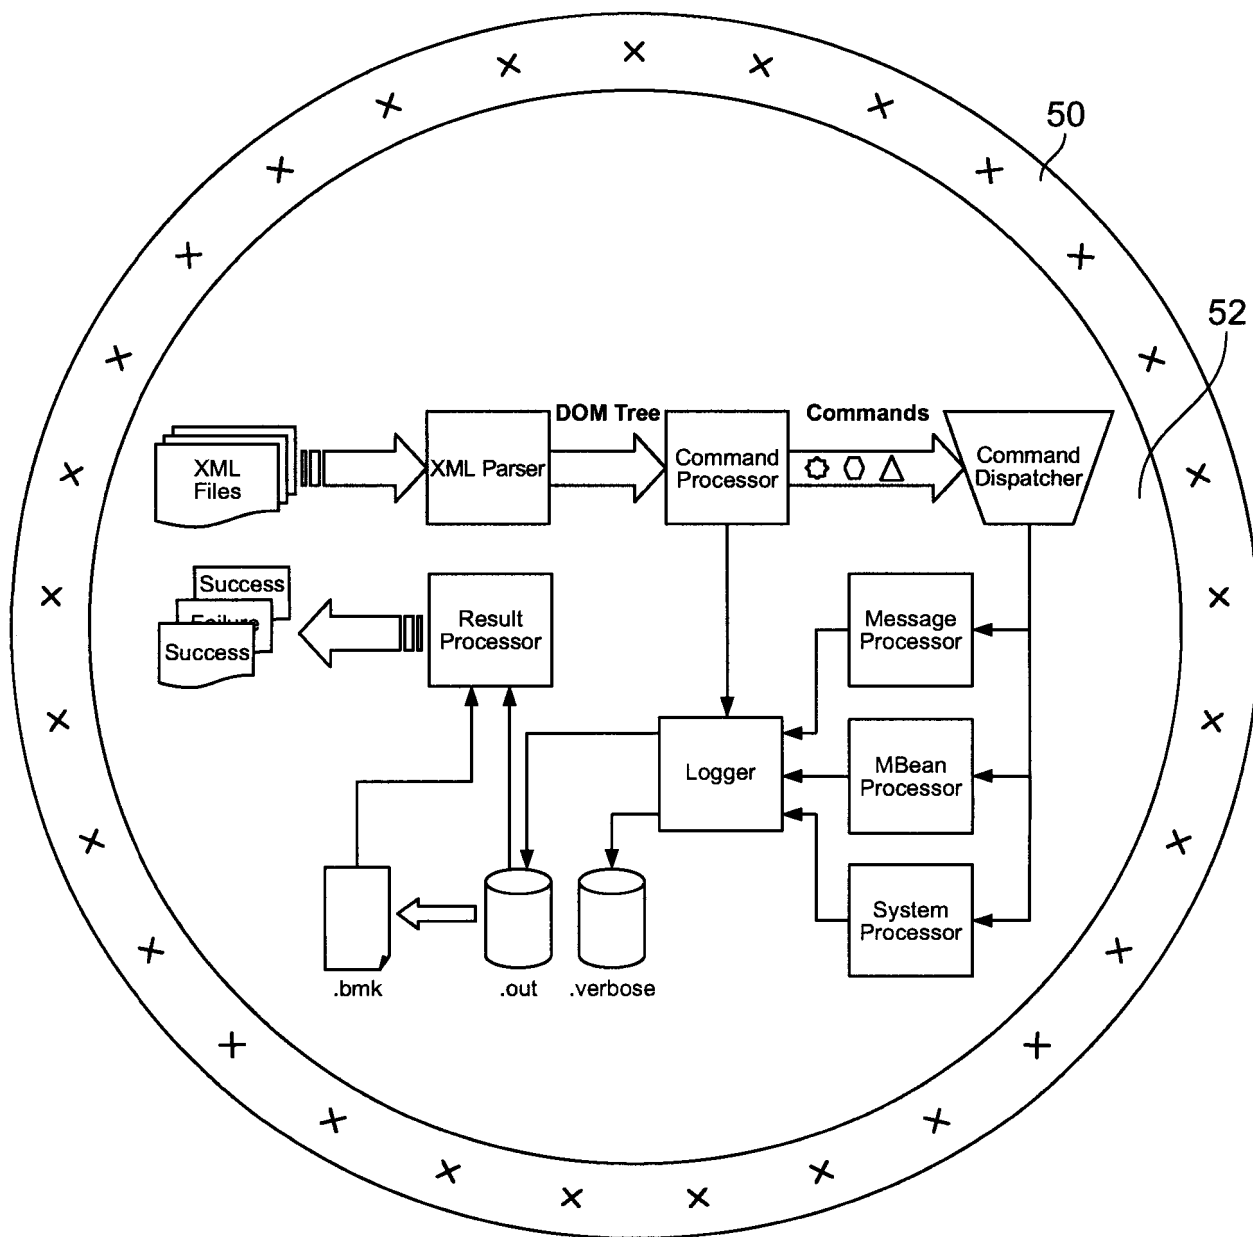 50
52
DOM Tree
Commands
XML
Files
XML Parser
Command
Processor
Command
Dispatcher
Success
Failure
Success
Result
Processor
Message
Processor
Logger
MBean
Processor
System
Processor
.bmk
.out
.verbose